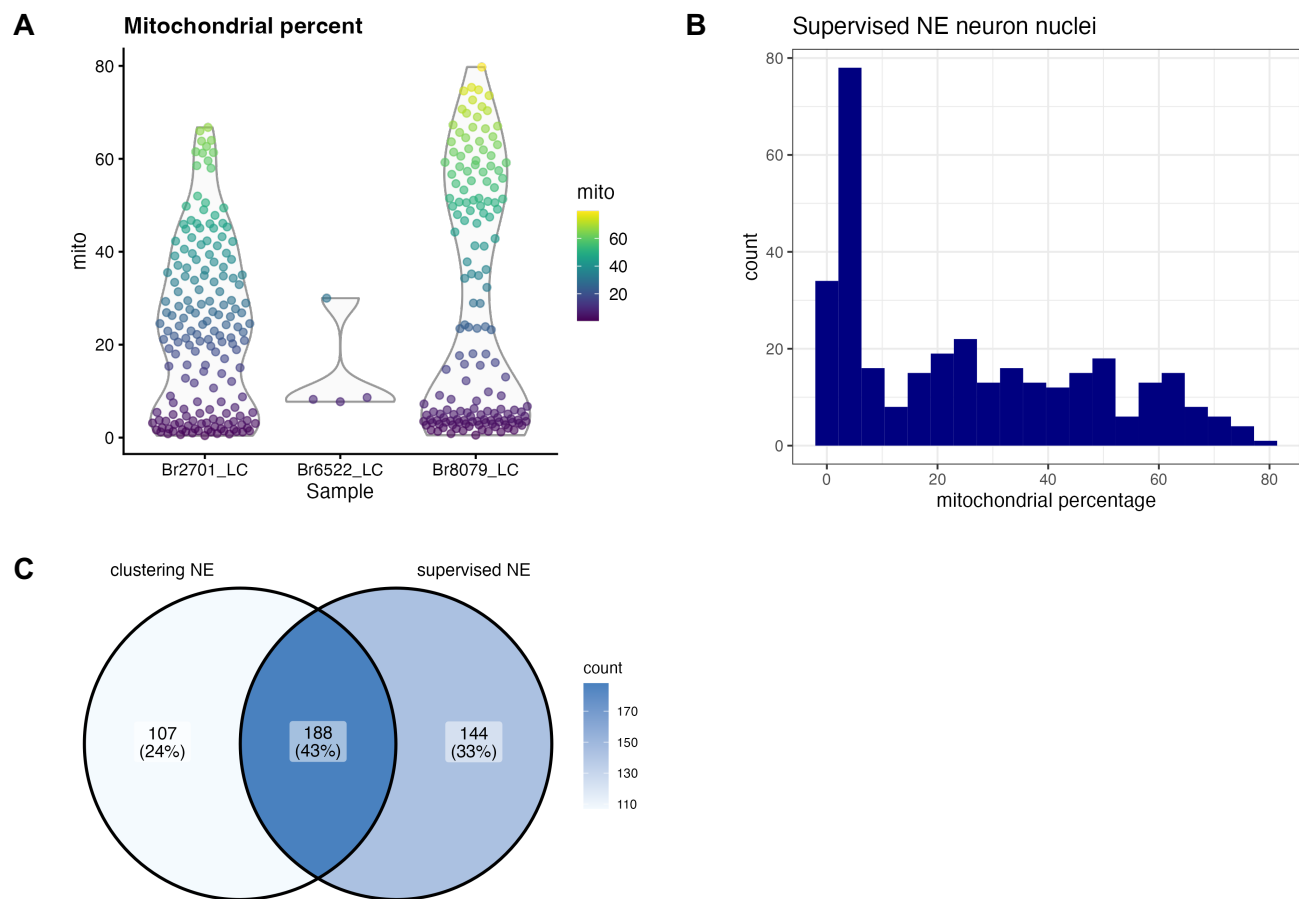 A
Mitochondrial percent
80
60
40
20
0
mito
Br2701_LC
Br6522_LC
Br8079_LC
Sample
mito
60
40
20
B
Supervised NE neuron nuclei
80
60
40
20
0
count
0
20
40
60
80
mitochondrial percentage
C
clustering NE
supervised NE
107
(24%)
188
(43%)
144
(33%)
count
170
150
130
110